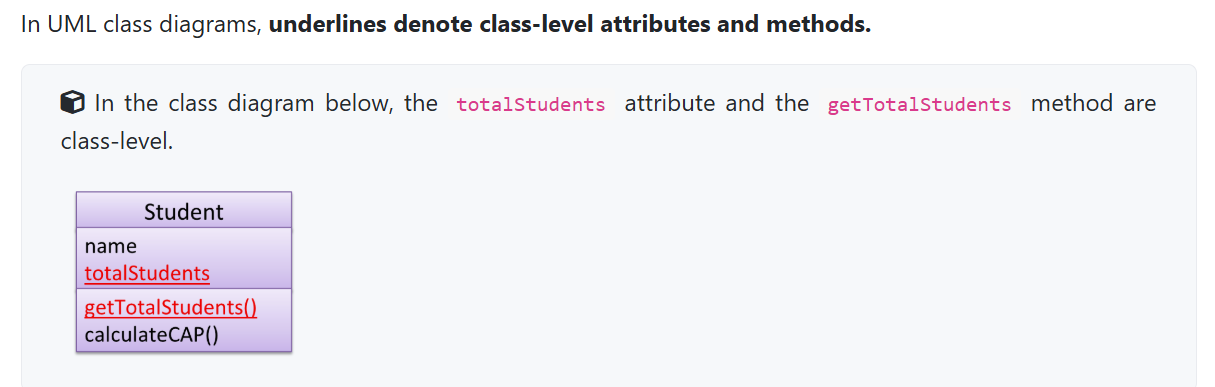 In UML class diagrams, underlines denote class-level attributes and methods.
In the class diagram below, the totalStudents attribute and the getTotalStudents method are
class-level.
Student
name
totalStudents
getTotalStudents()
calculateCAP()